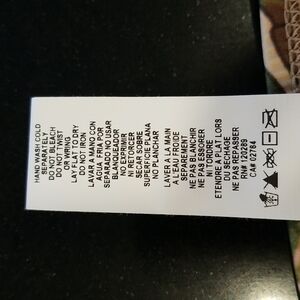 HAND WASH COLD
SEPARATELY
DO NOT BLEACH
DO NOT TWIST
OR WRING
LAY FLAT TO DRY
DO NOT IRON
LAVAR A MANO CON
AGUA FRIA POR
SEPARADO NO USAR
BLANQUEADOR
NO EXPRIMIR
NI RETORCER
SECAR SOBRE
SUPERFICIE PLANA
NO PLANCHAR
LAVER A LA MAIN
A L'EAU FROIDE
SEPAREMENT
NE PAS BLANCHIR
NE PAS ESSORER
NI TORDRE
ETENDRE A PLAT LORS
DU SECHAGE
NE PAS REPASSER
RN# 120289
CA# 02784